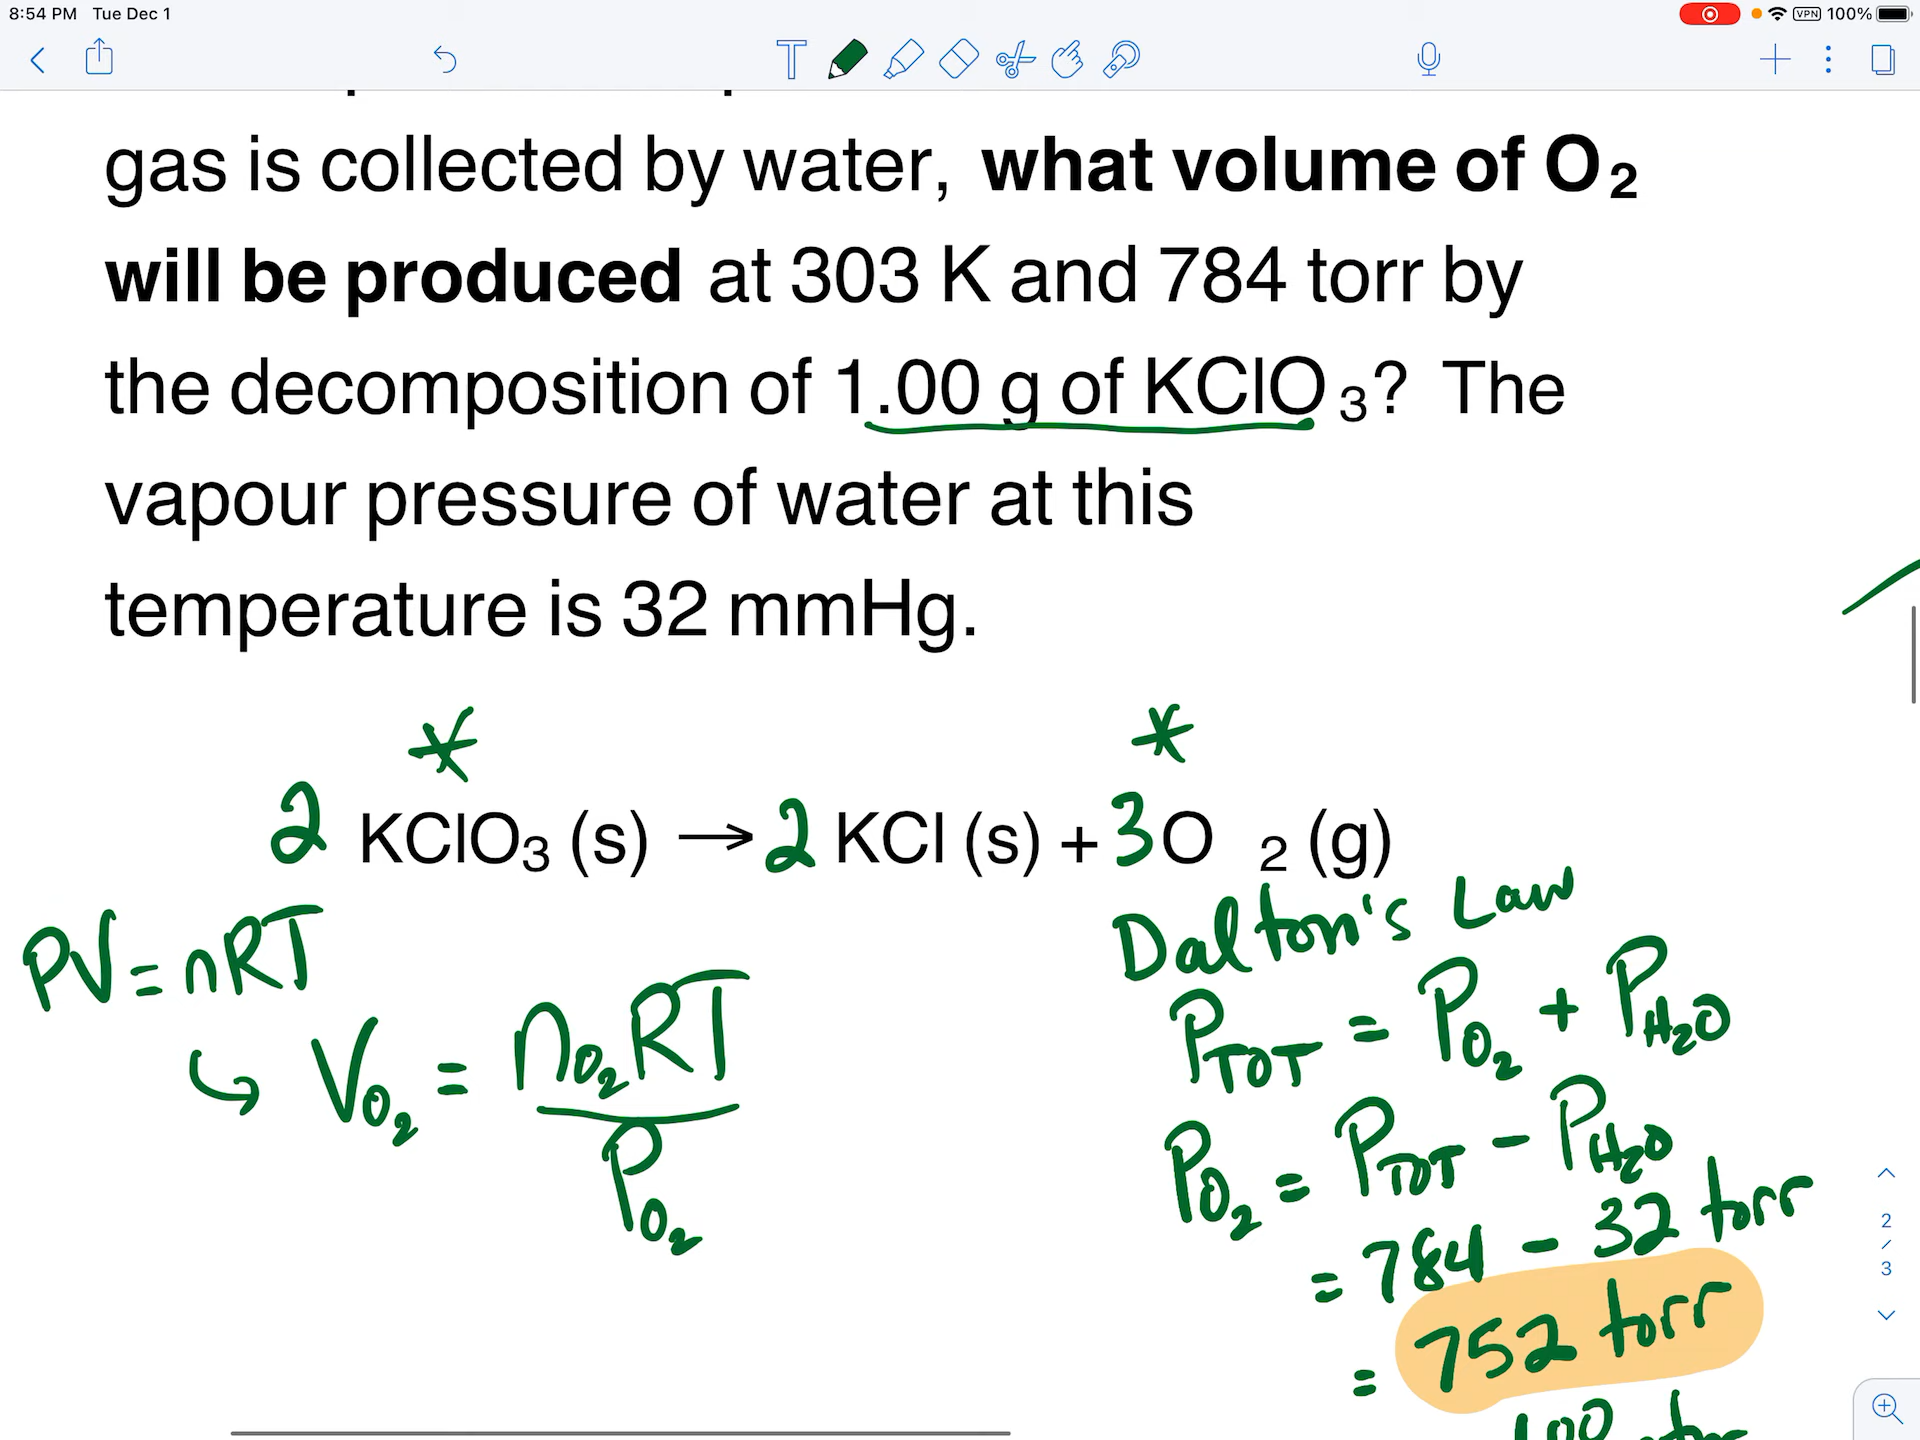 8:54 PM Tue Dec 1
VPN 100%
gas is collected by water, what volume of O2
will be produced at 303 K and 784 torr by
the decomposition of 1.00 g of KClO3? The
vapour pressure of water at this
temperature is 32 mmHg.
* *
2 KClO3 (s) → 2 KCl (s) + 3 O2 (g)
PV = nRT
↳ VO2 = nO2RT
PO2
Dalton's Law
PTOT = PO2 + PH2O
PO2 = PTOT - PH2O
= 784 - 32 torr
= 752 torr
2
/
3